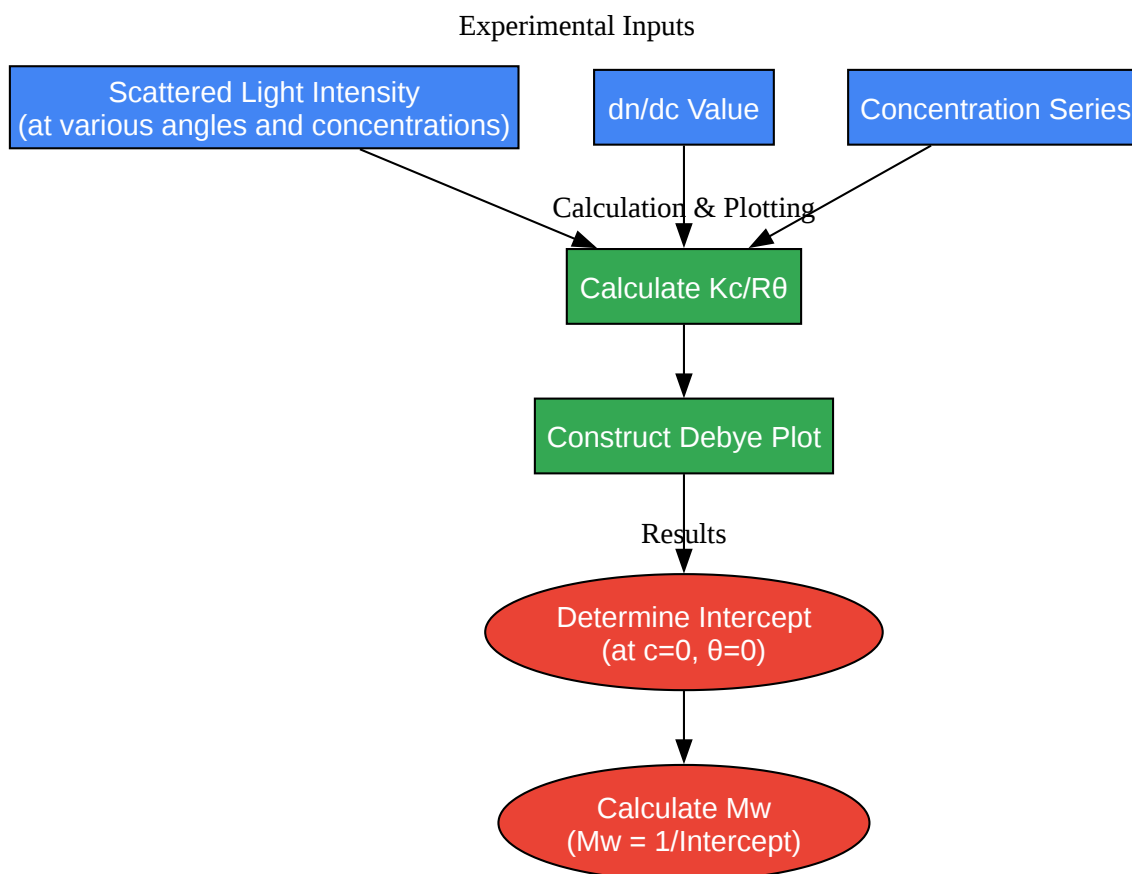 Experimental Inputs
Scattered Light Intensity
(at various angles and concentrations)
dn/dc Value
Concentration Series
Calculation & Plotting
Calculate Kc/Rθ
Construct Debye Plot
Results
Determine Intercept
(at c=0, θ=0)
Calculate Mw
(Mw = 1/Intercept)